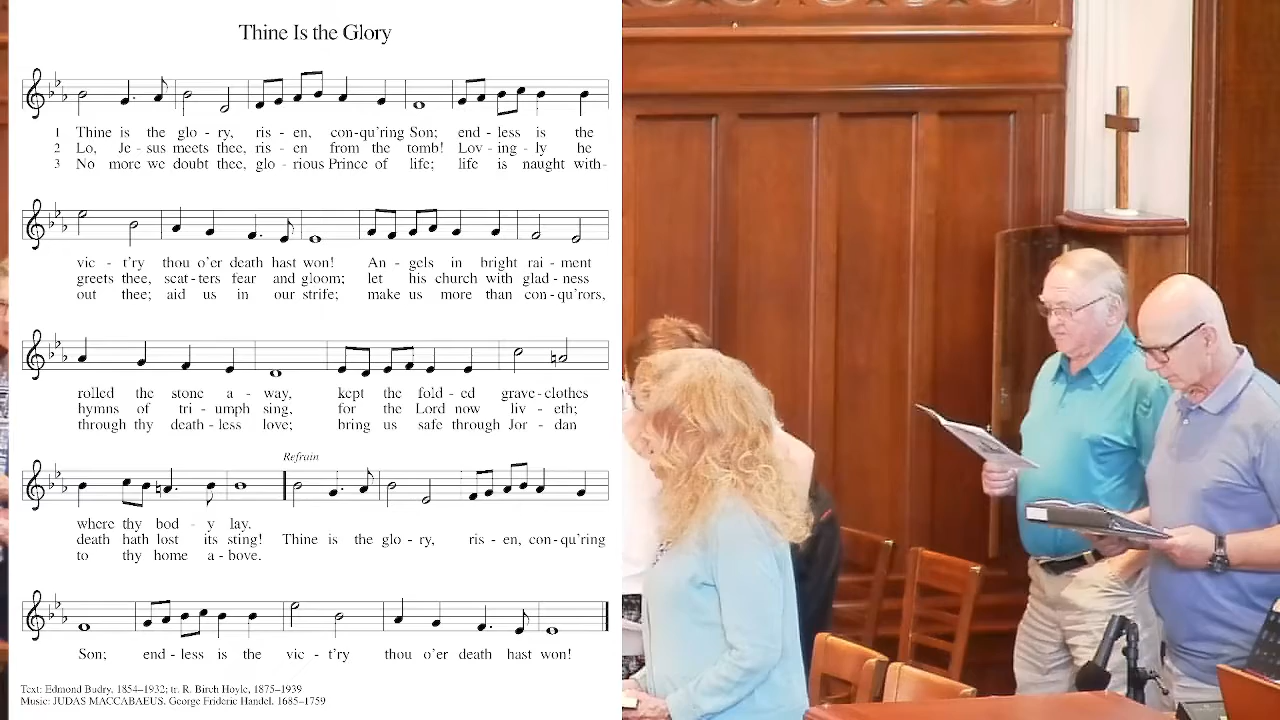 Thine Is the Glory
1 Thine is the glo - ry, ris - en, con-qu'ring Son; end - less is the
2 Lo, Je - sus meets thee, ris - en from the tomb! Lov - ing - ly he
3 No more we doubt thee, glo - rious Prince of life; life is naught with-
vic - t'ry thou o'er death hast won! An - gels in bright rai - ment
greets thee, scat - ters fear and gloom; let his church with glad - ness
out thee; aid us in our strife; make us more than con - qu'rors,
rolled the stone a - way, kept the fold - ed grave - clothes
hymns of tri - umph sing, for the Lord now liv - eth;
through thy death - less love; bring us safe through Jor - dan
Refrain
where thy bod - y lay.
death hath lost its sting! Thine is the glo - ry, ris - en, con - qu'ring
to thy home a - bove.
Son; end - less is the vic - t'ry thou o'er death hast won!
Text: Edmond Budry, 1854–1932; tr. R. Birch Hoyle, 1875–1939
Music: JUDAS MACCABAEUS, George Frideric Handel, 1685–1759